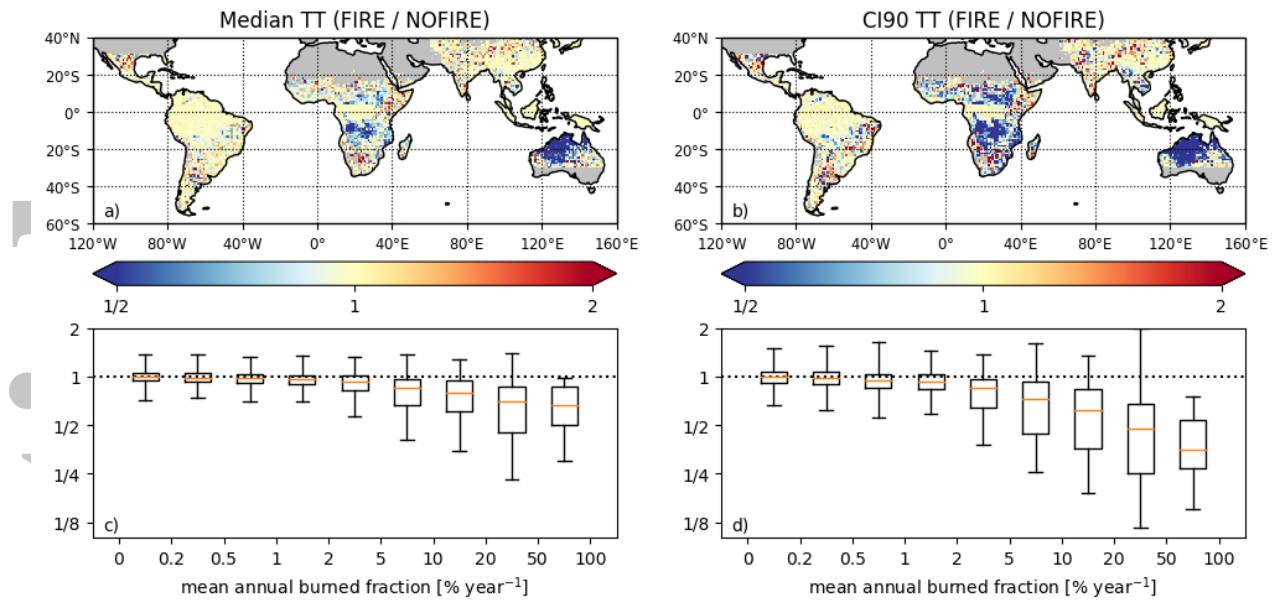 Median TT (FIRE / NOFIRE)
CI90 TT (FIRE / NOFIRE)
40°N
20°S
0°
20°S
40°S
60°S
a)
120°W 80°W 40°W 0° 40°E 80°E 120°E 160°E
40°N
20°S
0°
20°S
40°S
60°S
b)
120°W 80°W 40°W 0° 40°E 80°E 120°E 160°E
1/2 1 2
1/2 1 2
2
1
1/2
1/4
1/8
c)
0 0.2 0.5 1 2 5 10 20 50 100
mean annual burned fraction [% year⁻¹]
2
1
1/2
1/4
1/8
d)
0 0.2 0.5 1 2 5 10 20 50 100
mean annual burned fraction [% year⁻¹]